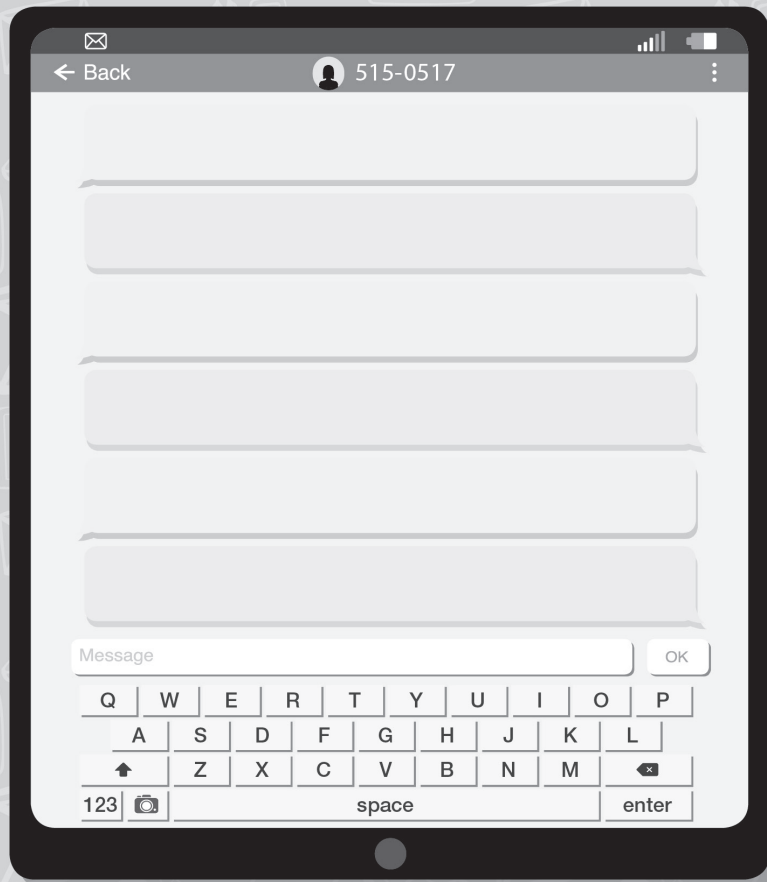 Back 515-0517
Message OK
Q W E R T Y U I O P
A S D F G H J K L
Z X C V B N M
123 space enter